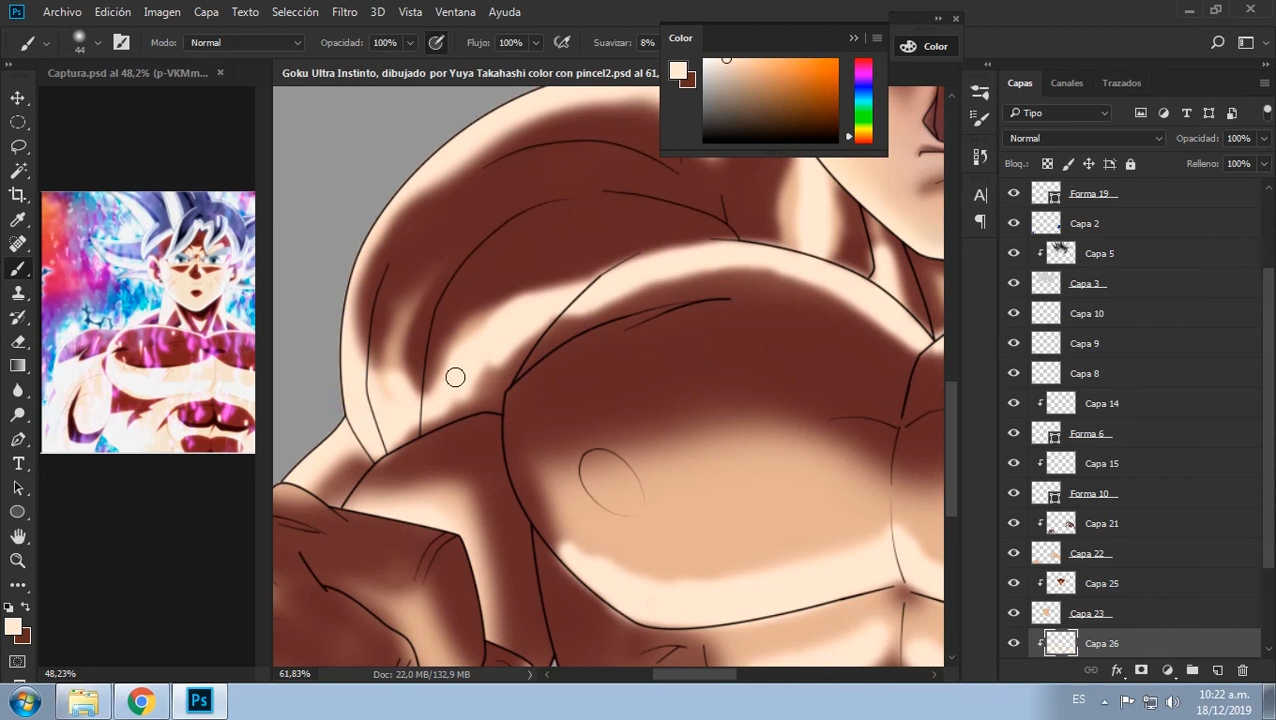 Ps Archivo Edición Imagen Capa Texto Selección Filtro 3D Vista Ventana Ayuda
44 Modo: Normal Opacidad: 100% Flujo: 100% Suavizar: 8%
Color
Color
Captura.psd al 48,2% (p-VKMm...
Goku Ultra Instinto, dibujado por Yuya Takahashi color con pincel2.psd al 61,
Capas Canales Trazados
Tipo
Normal Opacidad: 100%
Bloq.: Relleno: 100%
Forma 19
Capa 2
Capa 5
Capa 3
Capa 10
Capa 9
Capa 8
Capa 14
Forma 6
Capa 15
Forma 10
Capa 21
Capa 22
Capa 25
Capa 23
Capa 26
48,23%
61,83% Doc: 22,0 MB/132,9 MB
fx
Ps
ES
10:22 a.m.
18/12/2019